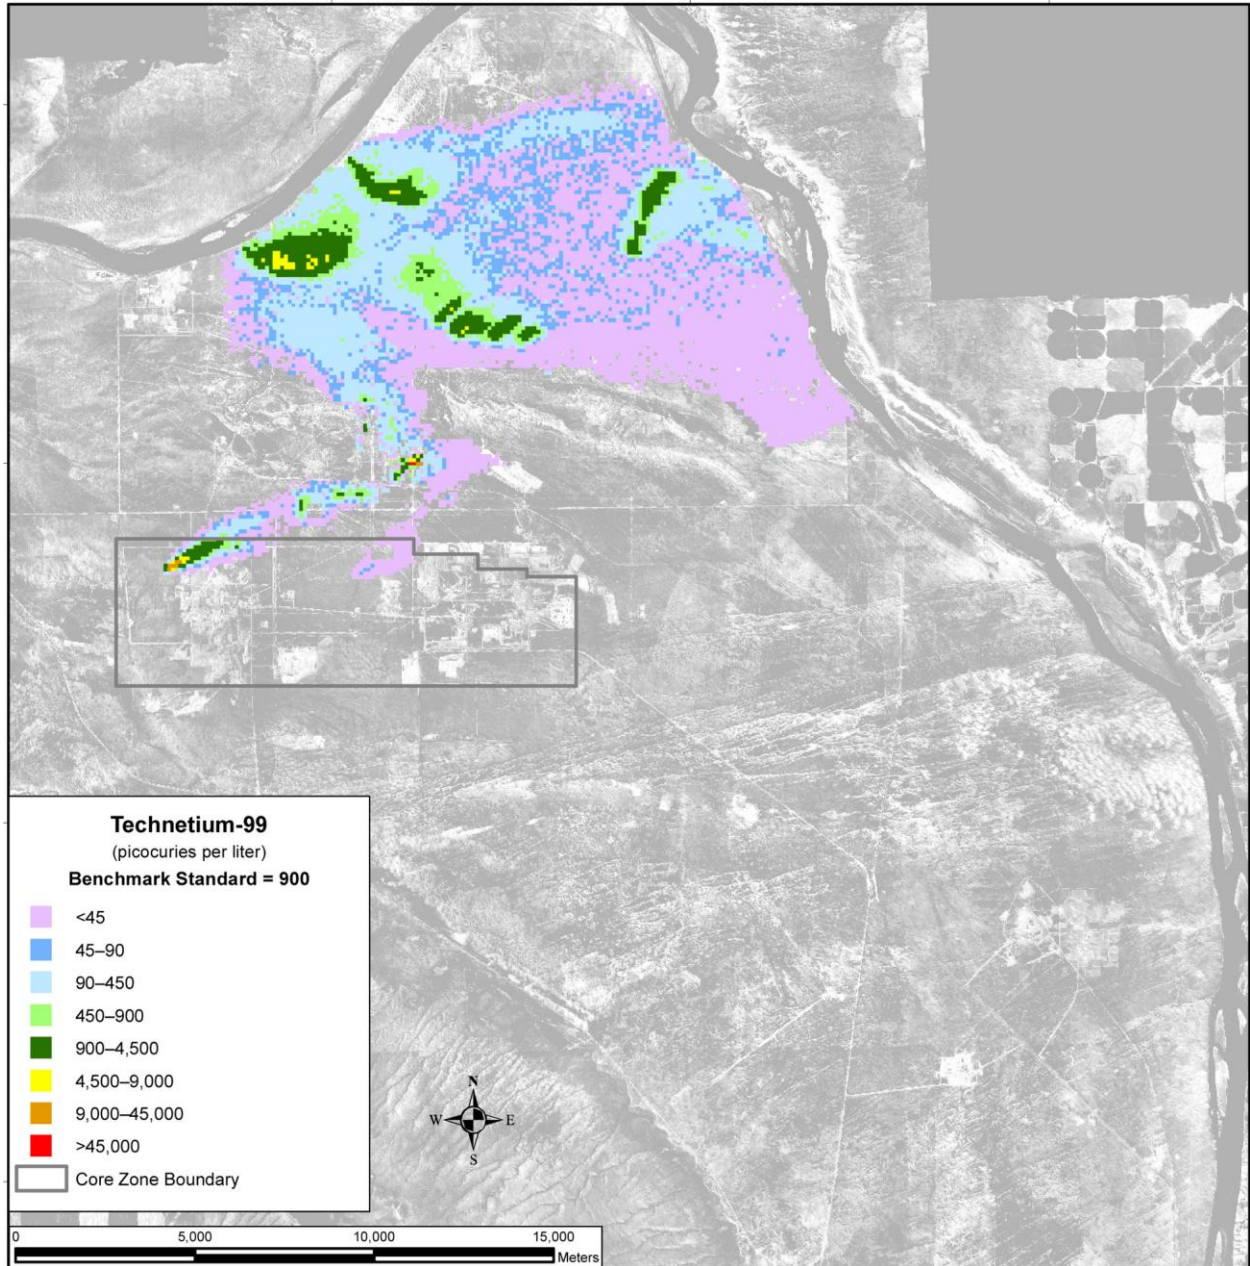 Technetium-99
(picocuries per liter)
Benchmark Standard = 900
<45
45–90
90–450
450–900
900–4,500
4,500–9,000
9,000–45,000
>45,000
Core Zone Boundary
N
W E
S
0 5,000 10,000 15,000
Meters